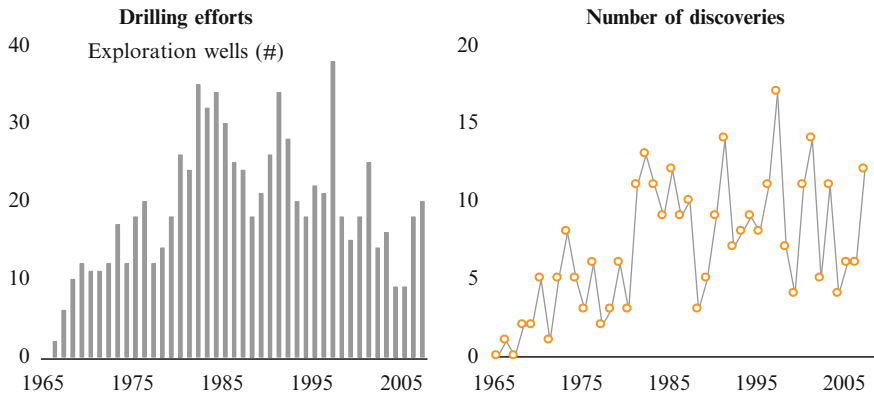 Drilling efforts
40
Exploration wells (#)
30
20
10
0
1965 1975 1985 1995 2005
Number of discoveries
20
15
10
5
0
1965 1975 1985 1995 2005